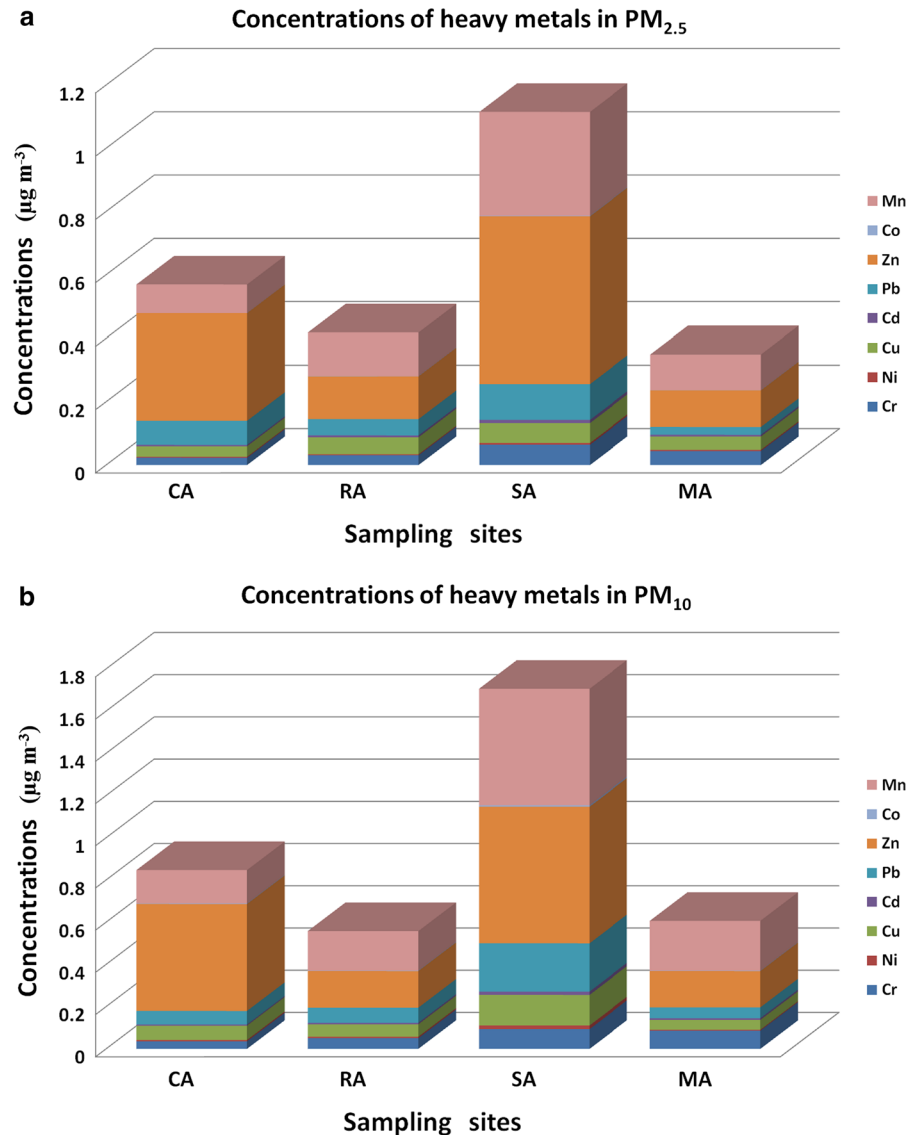 a
Concentrations of heavy metals in PM2.5
Concentrations (µg m-3)
1.2
1
0.8
0.6
0.4
0.2
0
CA RA SA MA
Sampling sites
Mn
Co
Zn
Pb
Cd
Cu
Ni
Cr
b
Concentrations of heavy metals in PM10
Concentrations (µg m-3)
1.8
1.6
1.4
1.2
1
0.8
0.6
0.4
0.2
0
CA RA SA MA
Sampling sites
Mn
Co
Zn
Pb
Cd
Cu
Ni
Cr